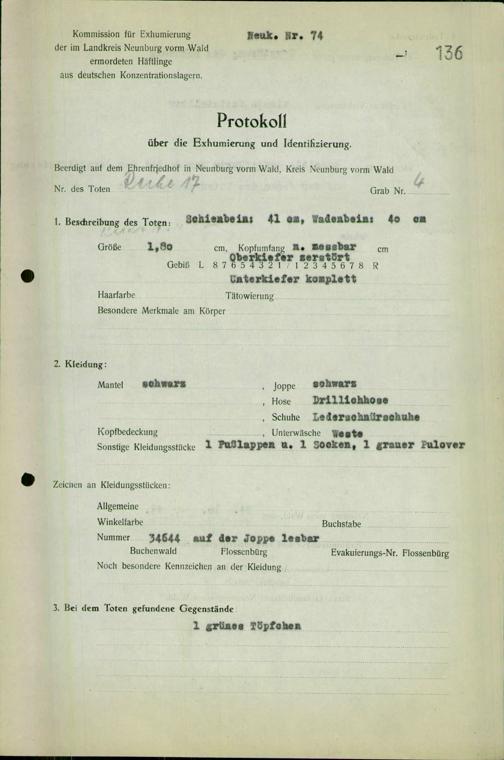 Kommission für Exhumierung
der im Landkreis Neunburg vorm Wald
ermordeten Häftlinge
aus deutschen Konzentrationslagern.
Neuk. Nr. 74
136
Protokoll
über die Exhumierung und Identifizierung.
Beerdigt auf dem Ehrenfriedhof in Neunburg vorm Wald, Kreis Neunburg vorm Wald
Nr. des Toten Reihe 17 Grab Nr. 4
1. Beschreibung des Toten: Schienbein: 41 cm, Wadenbein: 40 cm
Größe 1,80 cm, Kopfumfang n. messbar cm
Oberkiefer zerstört
Gebiß L 8 7 6 5 4 3 2 1 / 1 2 3 4 5 6 7 8 R
Unterkiefer komplett
Haarfarbe Tätowierung
Besondere Merkmale am Körper
2. Kleidung:
Mantel schwarz , Joppe schwarz
, Hose Drillichhose
, Schuhe Lederschnürschuhe
Kopfbedeckung , Unterwäsche Weste
Sonstige Kleidungsstücke 1 Fußlappen u. 1 Socken, 1 grauer Pulover
Zeichen an Kleidungsstücken:
Allgemeine
Winkelfarbe Buchstabe
Nummer 34644 auf der Joppe lesbar
Buchenwald Flossenbürg Evakuierungs-Nr. Flossenbürg
Noch besondere Kennzeichen an der Kleidung
3. Bei dem Toten gefundene Gegenstände
1 grünes Töpfchen